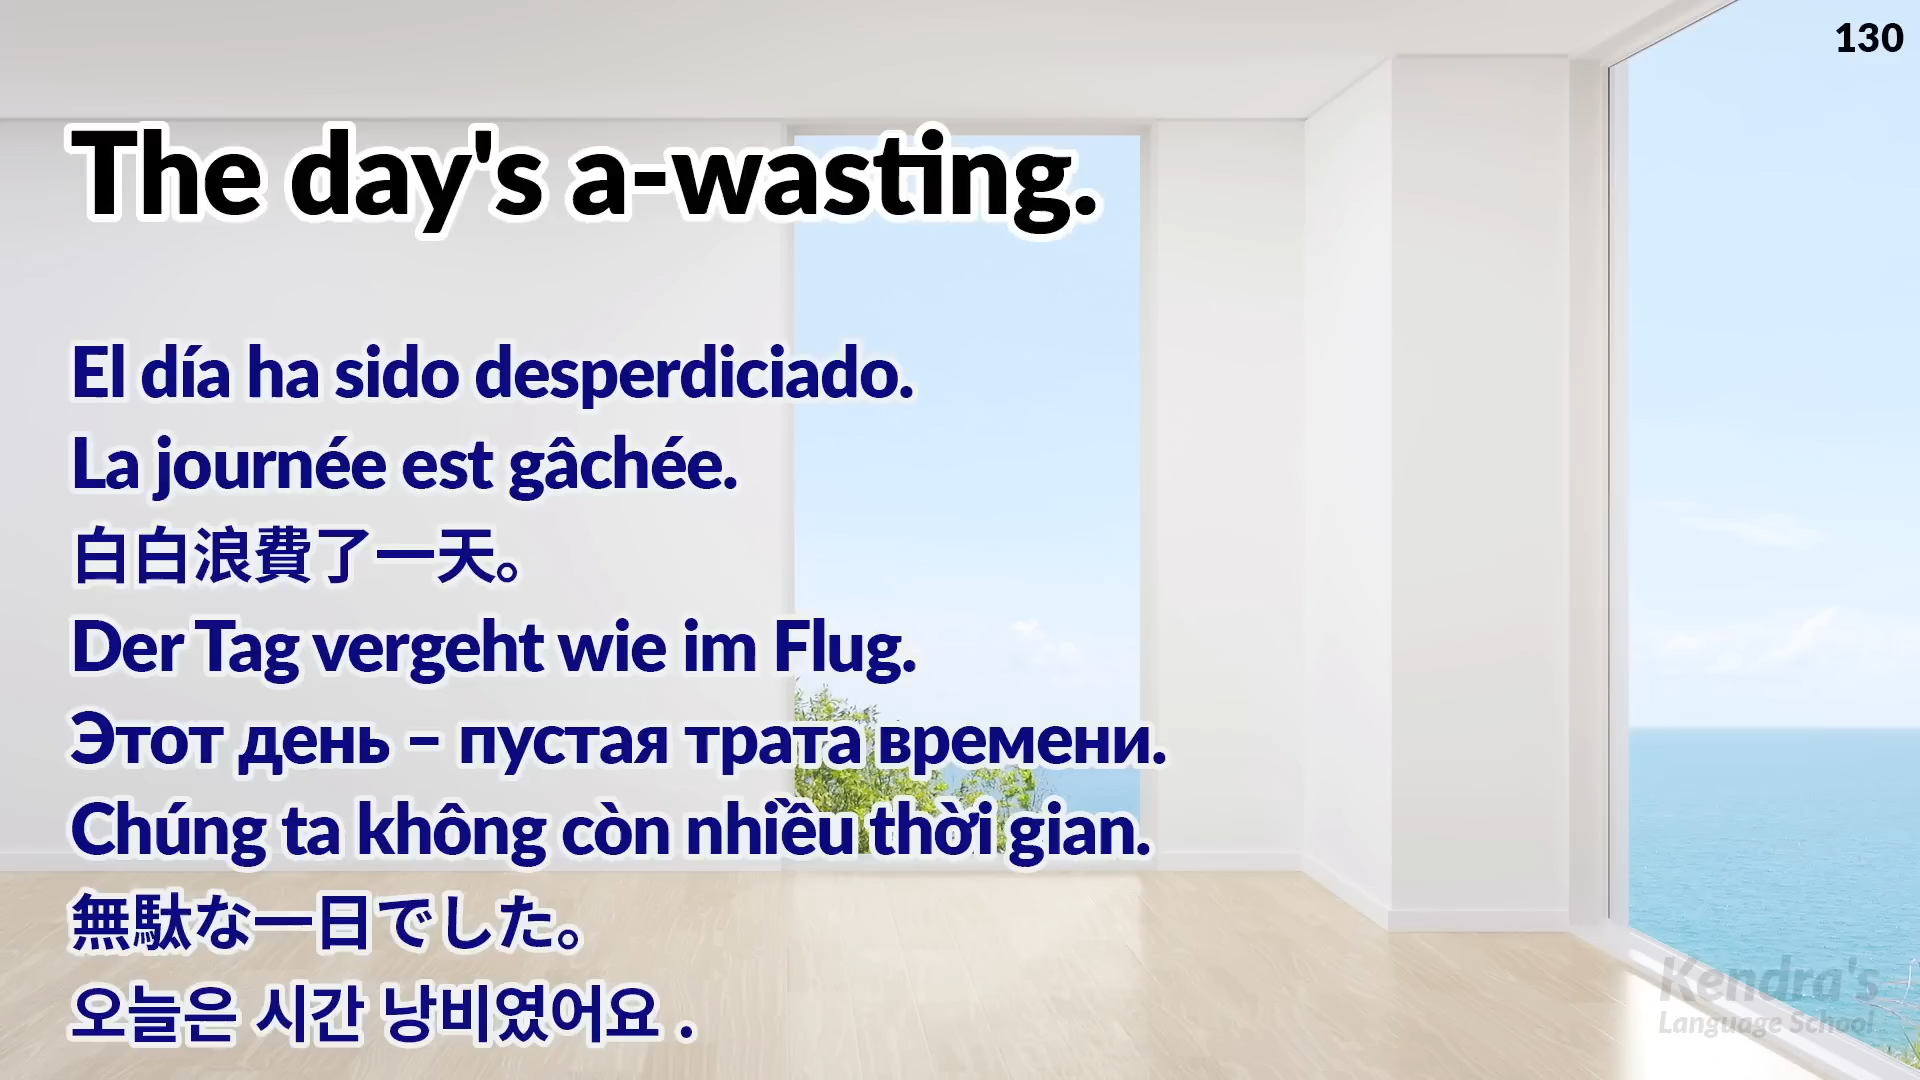 130
The day's a-wasting.
El día ha sido desperdiciado.
La journée est gâchée.
白白浪費了一天。
Der Tag vergeht wie im Flug.
Этот день – пустая трата времени.
Chúng ta không còn nhiều thời gian.
無駄な一日でした。
오늘은 시간 낭비였어요 .
Kendra's
Language School